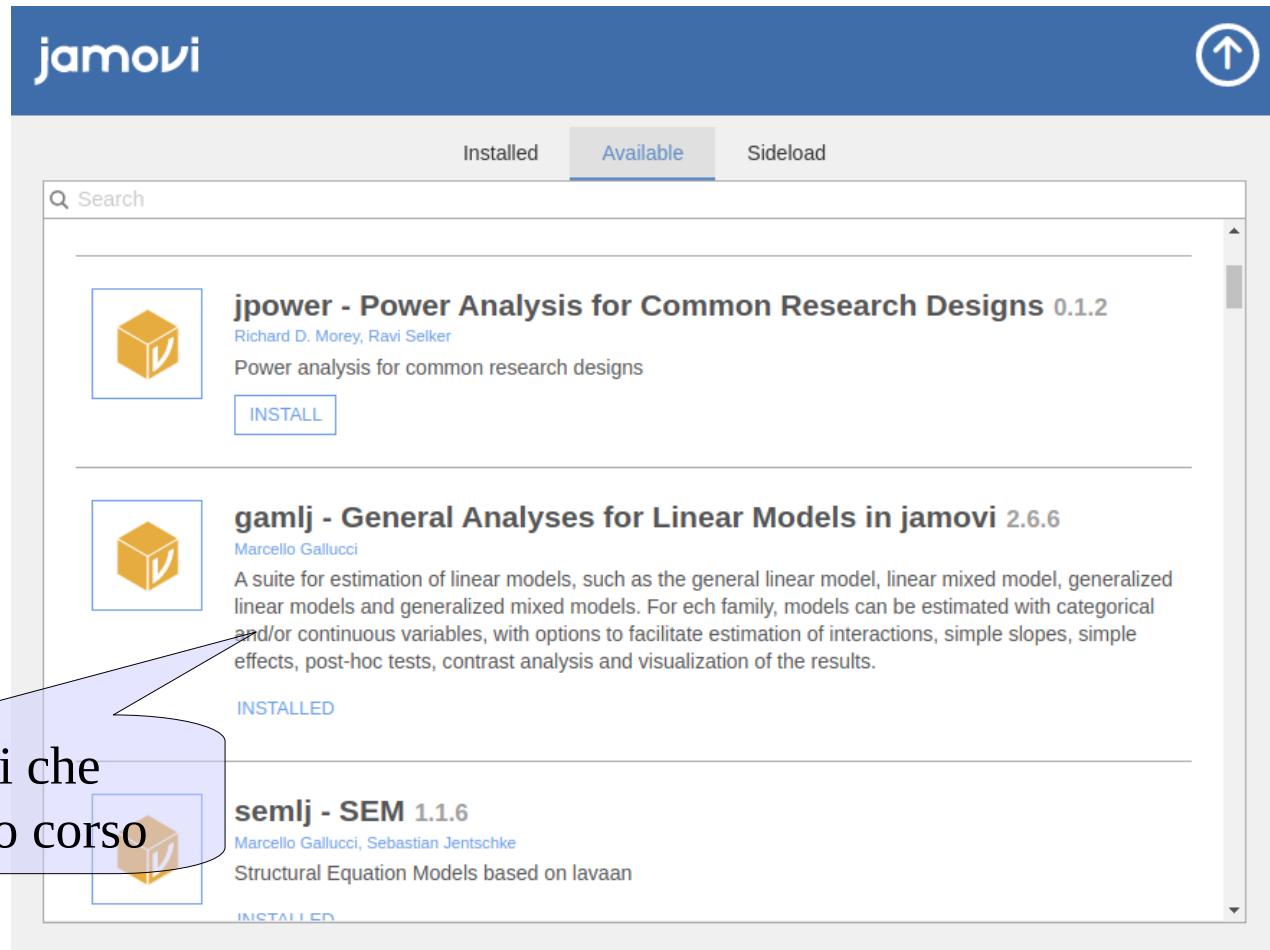 jamovi
Installed Available Sideload
Search
jpower - Power Analysis for Common Research Designs 0.1.2
Richard D. Morey, Ravi Selker
Power analysis for common research designs
INSTALL
gamlj - General Analyses for Linear Models in jamovi 2.6.6
Marcello Gallucci
A suite for estimation of linear models, such as the general linear model, linear mixed model, generalized
linear models and generalized mixed models. For ech family, models can be estimated with categorical
and/or continuous variables, with options to facilitate estimation of interactions, simple slopes, simple
effects, post-hoc tests, contrast analysis and visualization of the results.
INSTALLED
i che
o corso
semlj - SEM 1.1.6
Marcello Gallucci, Sebastian Jentschke
Structural Equation Models based on lavaan
INSTALLED